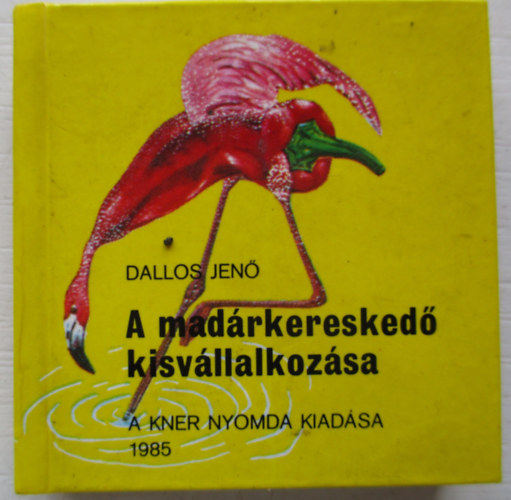 DALLOS JENŐ
A madárkereskedő
kisvállalkozása
A KNER NYOMDA KIADÁSA
1985